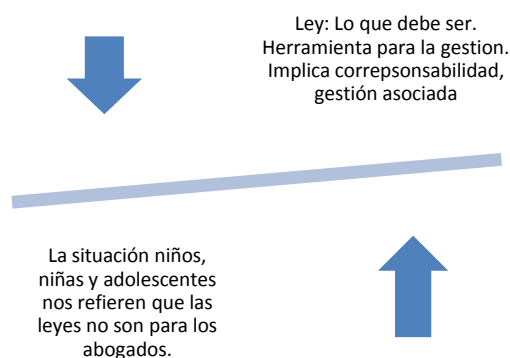 Ley: Lo que debe ser.
Herramienta para la gestion.
Implica correpsonsabilidad,
gestión asociada
La situación niños,
niñas y adolescentes
nos refieren que las
leyes no son para los
abogados.